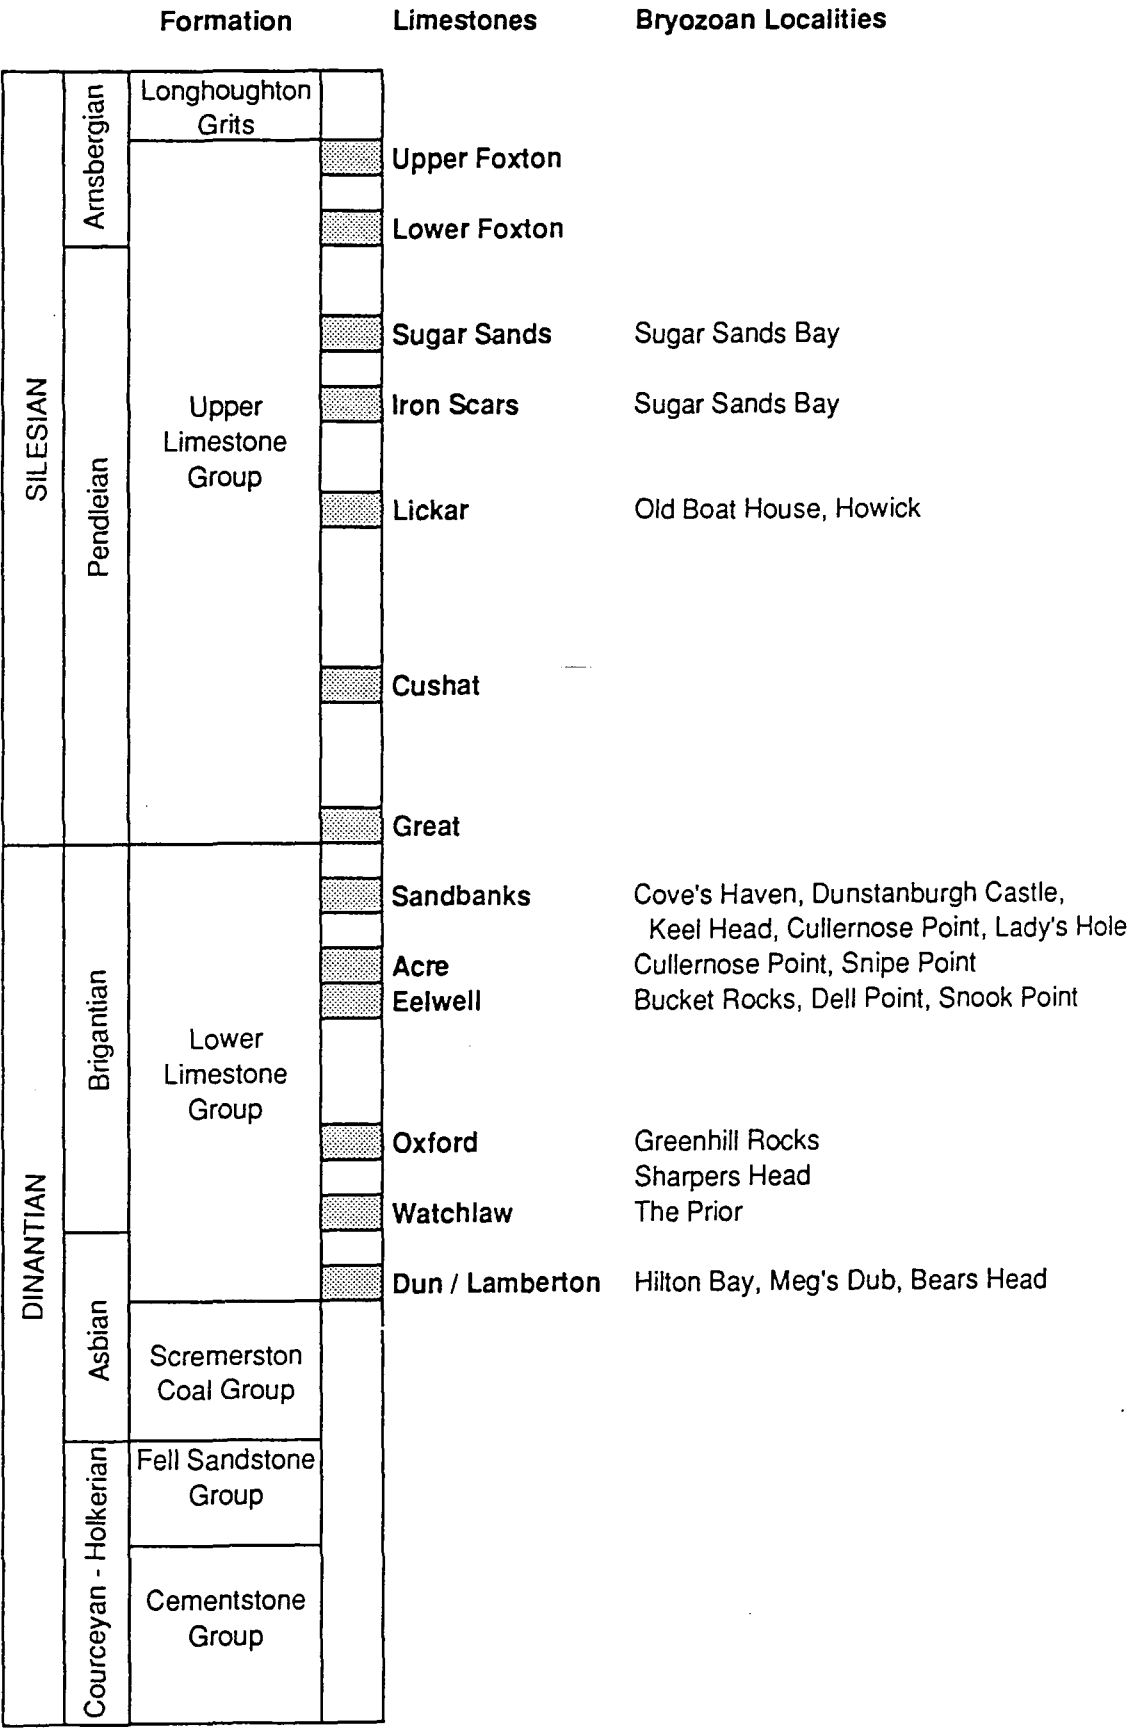 Formation Limestones Bryozoan Localities
SILESIAN
DINANTIAN
Arnsbergian
Pendleian
Brigantian
Asbian
Courceyan - Holkerian
Longhoughton
Grits
Upper
Limestone
Group
Lower
Limestone
Group
Scremerston
Coal Group
Fell Sandstone
Group
Cementstone
Group
Upper Foxton
Lower Foxton
Sugar Sands Sugar Sands Bay
Iron Scars Sugar Sands Bay
Lickar Old Boat House, Howick
Cushat
Great
Sandbanks Cove's Haven, Dunstanburgh Castle,
Keel Head, Cullernose Point, Lady's Hole
Acre Cullernose Point, Snipe Point
Eelwell Bucket Rocks, Dell Point, Snook Point
Oxford Greenhill Rocks
Sharpers Head
Watchlaw The Prior
Dun / Lamberton Hilton Bay, Meg's Dub, Bears Head